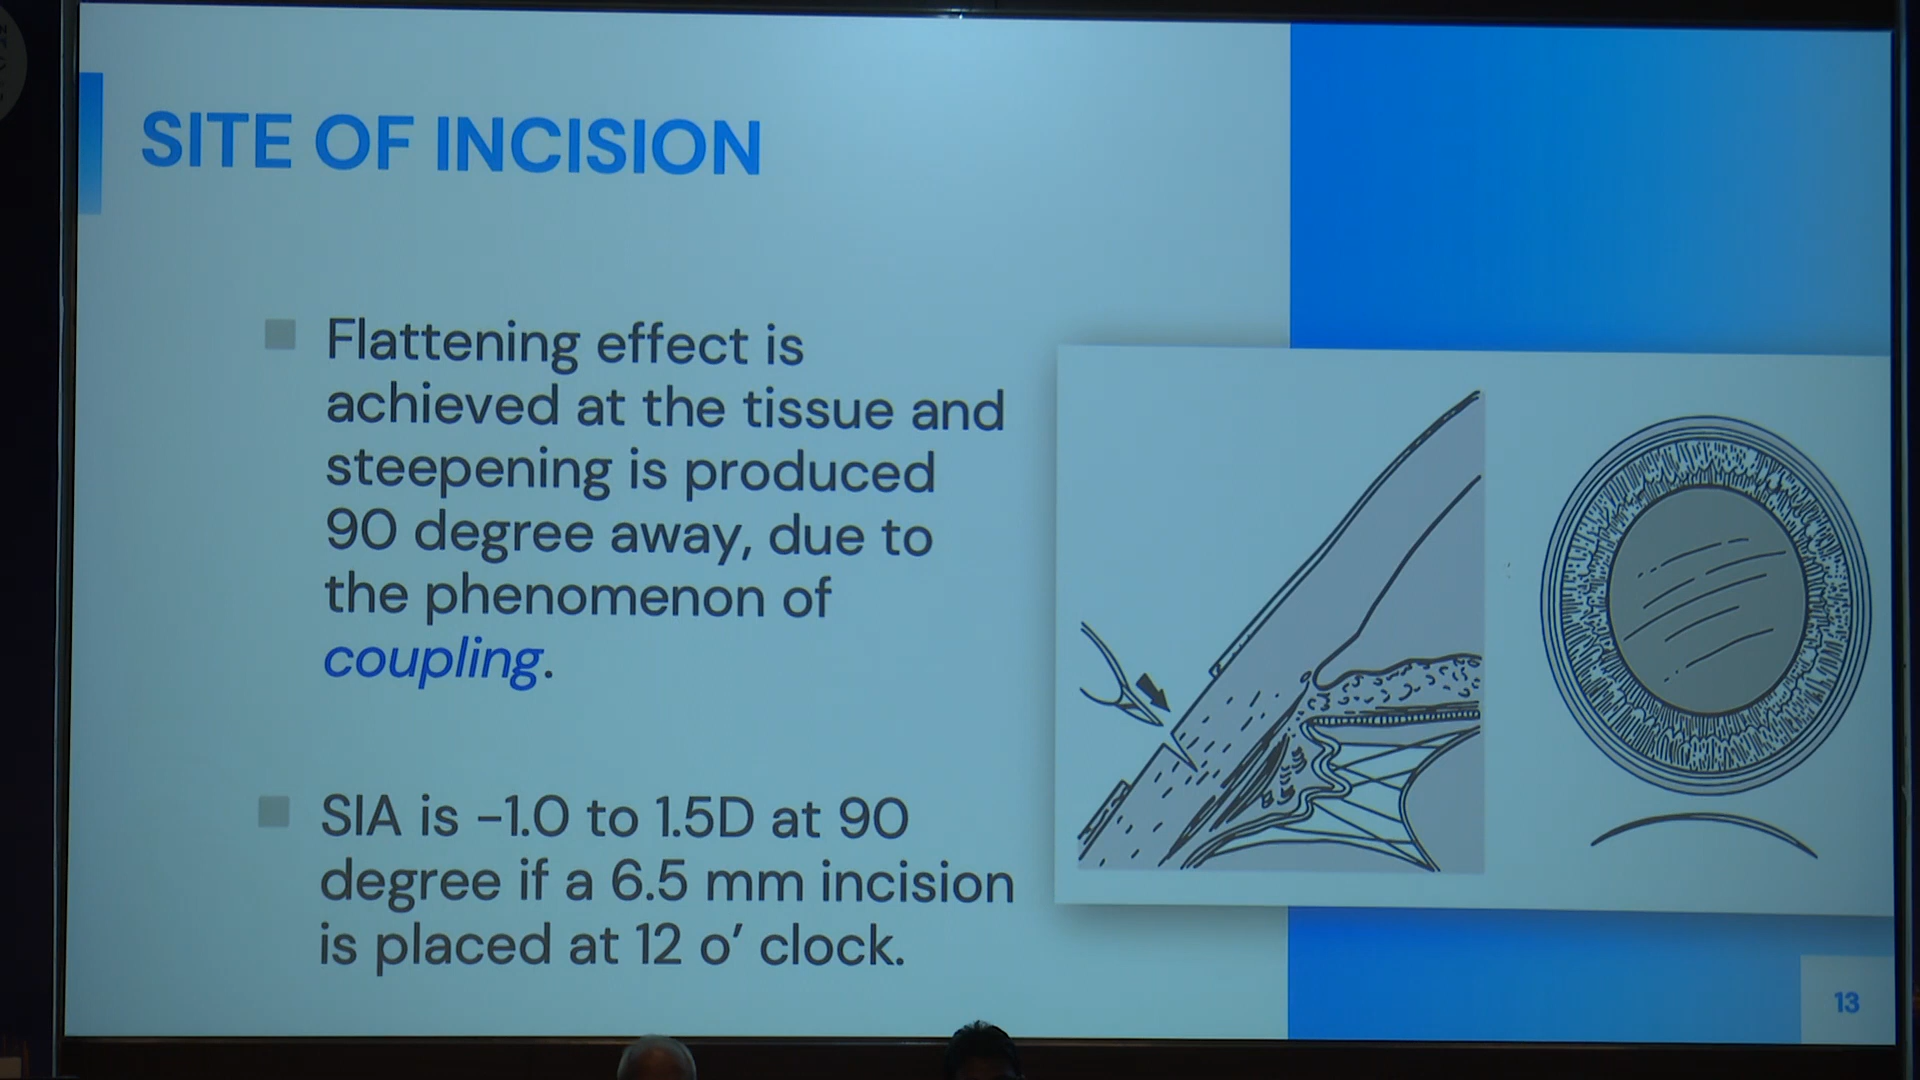 SITE OF INCISION
Flattening effect is
achieved at the tissue and
steepening is produced
90 degree away, due to
the phenomenon of
coupling.
SIA is -1.0 to 1.5D at 90
degree if a 6.5 mm incision
is placed at 12 o' clock.
13